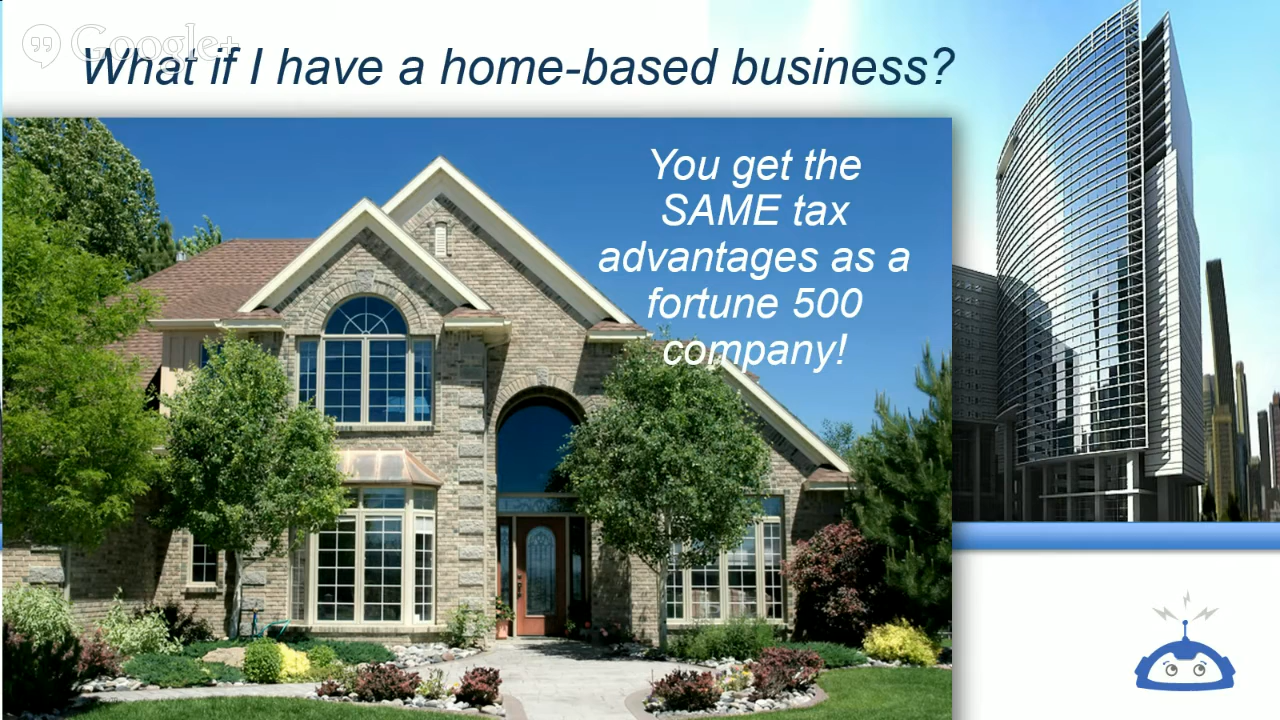 Google+
What if I have a home-based business?
You get the
SAME tax
advantages as a
fortune 500
company!